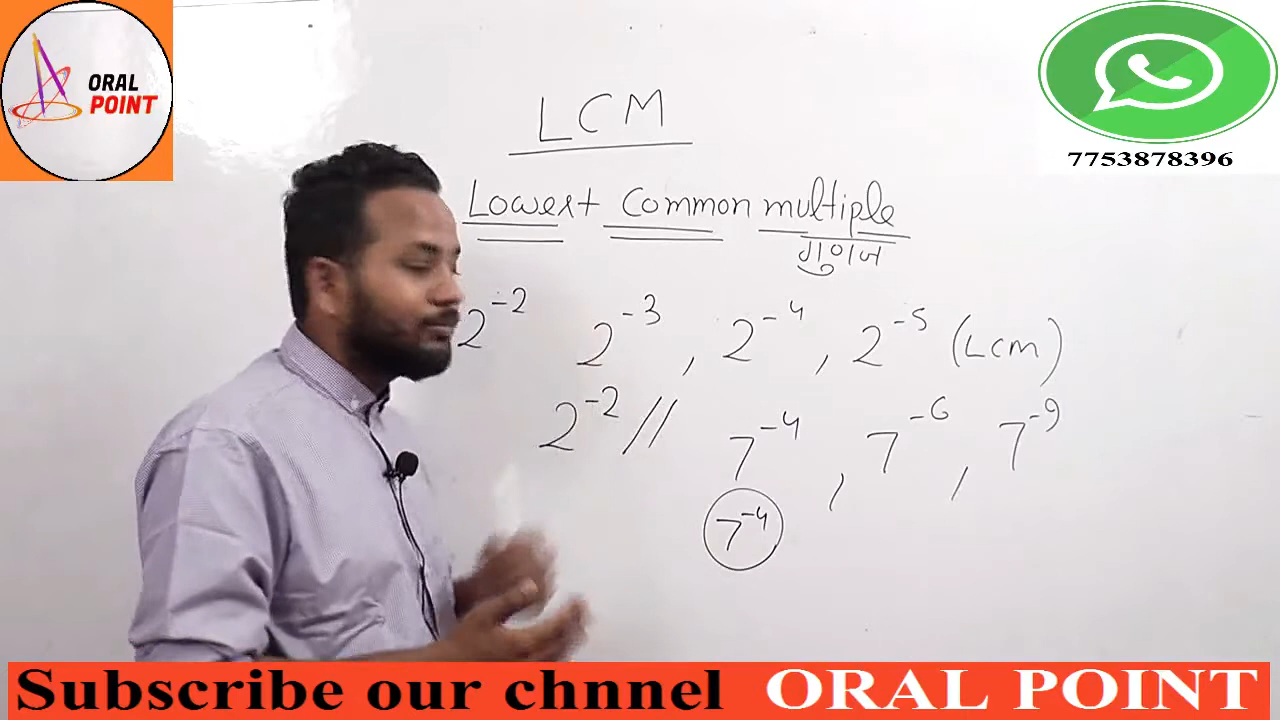 ORAL
POINT
7753878396
LCM
Lowest Common multiple
गुणज
2⁻² 2⁻³ , 2⁻⁴ , 2⁻⁵ (LCM)
2⁻² //
7⁻⁴ , 7⁻⁶ , 7⁻⁹
7⁻⁴
Subscribe our chnnel ORAL POINT